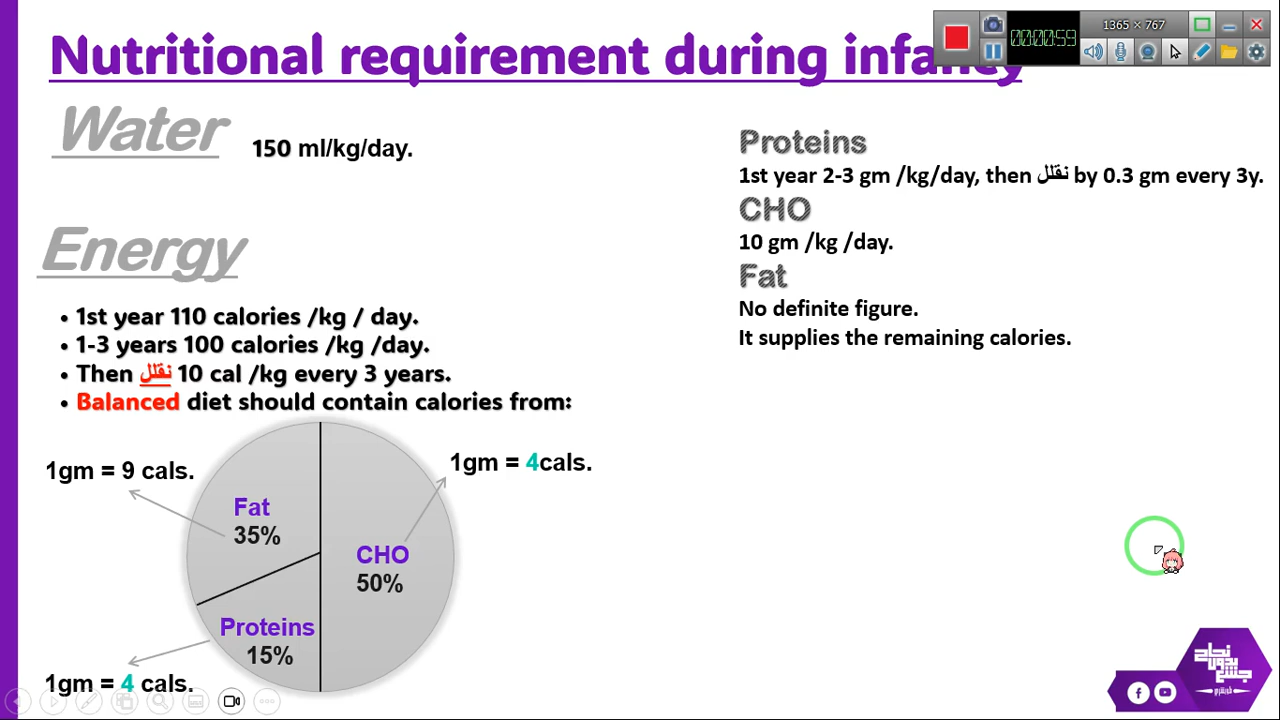 Nutritional requirement during infancy
1365 × 767
00:00:59
Water
150 ml/kg/day.
Energy
• 1st year 110 calories /kg / day.
• 1-3 years 100 calories /kg /day.
• Then نقلل 10 cal /kg every 3 years.
• Balanced diet should contain calories from:
1gm = 9 cals.
1gm = 4cals.
Fat
35%
CHO
50%
Proteins
15%
1gm = 4 cals.
Proteins
1st year 2-3 gm /kg/day, then نقلل by 0.3 gm every 3y.
CHO
10 gm /kg /day.
Fat
No definite figure.
It supplies the remaining calories.